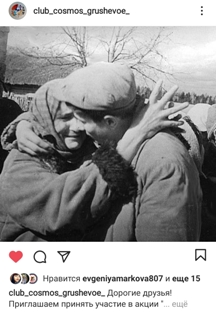 club_cosmos_grushevoe_
Нравится evgeniyamarkova807 и еще 15
club_cosmos_grushevoe_ Дорогие друзья!
Приглашаем принять участие в акции "... ещё